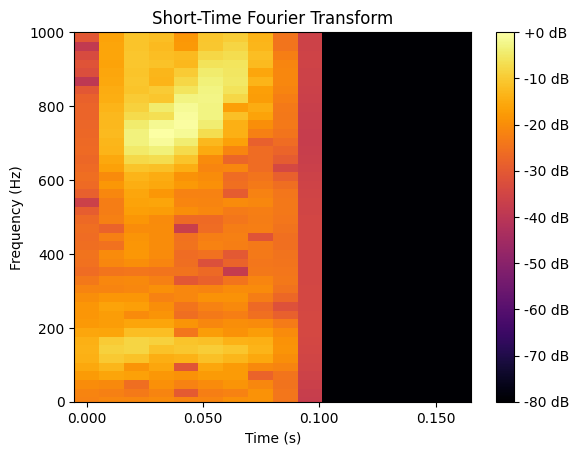 Short-Time Fourier Transform
1000
800
600
400
200
0
Frequency (Hz)
0.000
0.050
0.100
0.150
Time (s)
+0 dB
-10 dB
-20 dB
-30 dB
-40 dB
-50 dB
-60 dB
-70 dB
-80 dB